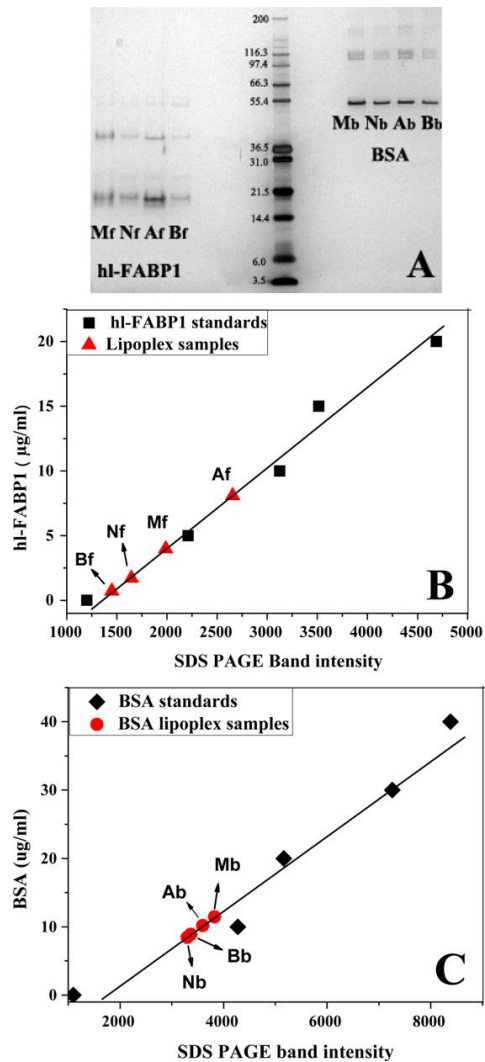 200
116.3
97.4
66.3
55.4
36.5
31.0
21.5
14.4
6.0
3.5
Mb Nb Ab Bb
BSA
Mf Nf Af Bf
hl-FABP1
A
hl-FABP1 standards
Lipoplex samples
20
15
10
5
0
hl-FABP1 ( µg/ml)
Af
Mf
Nf
Bf
B
1000 1500 2000 2500 3000 3500 4000 4500 5000
SDS PAGE Band intensity
BSA standards
BSA lipoplex samples
40
30
20
10
0
BSA (ug/ml)
Mb
Ab
Bb
Nb
C
2000 4000 6000 8000
SDS PAGE band intensity